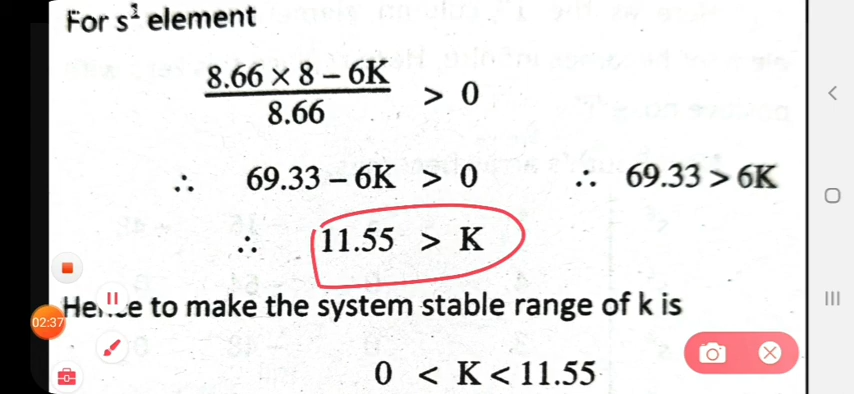 For s¹ element
8.66 × 8 – 6K
8.66
> 0
∴ 69.33 – 6K > 0 ∴ 69.33 > 6K
∴ 11.55 > K
Hence to make the system stable range of k is
02:37
0 < K < 11.55